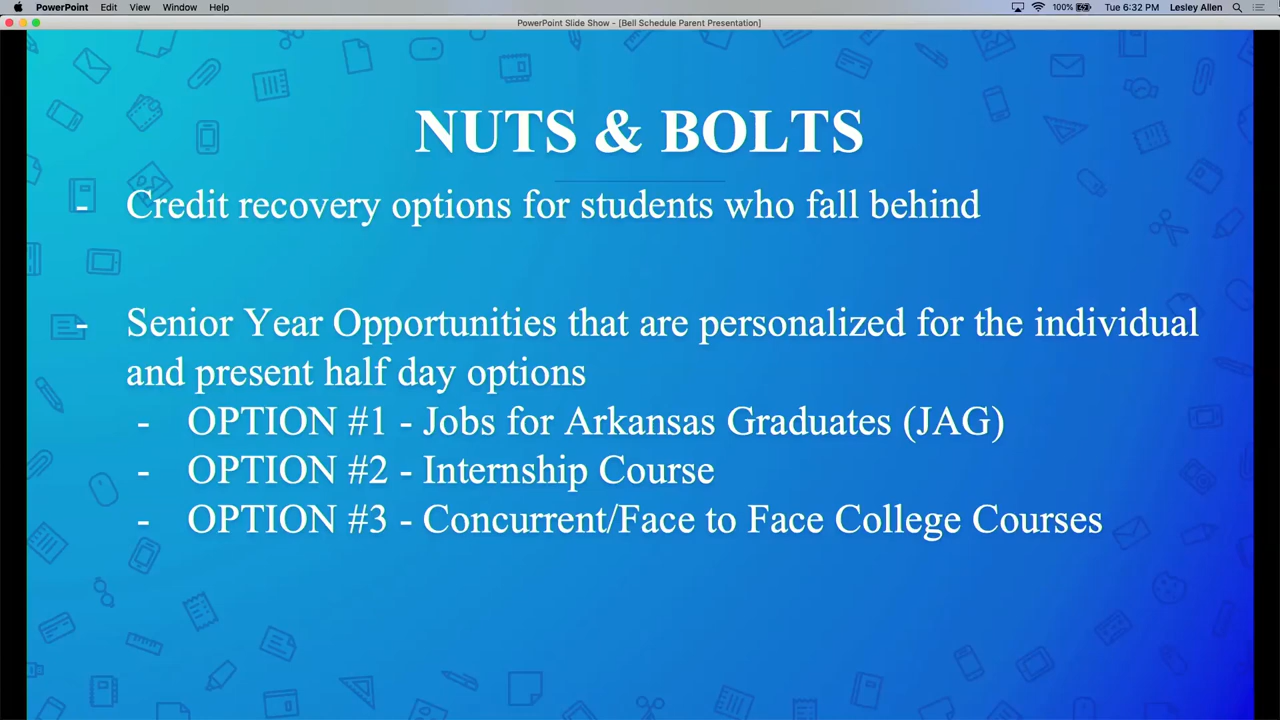 PowerPoint Edit View Window Help 100% Tue 6:32 PM Lesley Allen
PowerPoint Slide Show - [Bell Schedule Parent Presentation]
NUTS & BOLTS
- Credit recovery options for students who fall behind
- Senior Year Opportunities that are personalized for the individual
and present half day options
- OPTION #1 - Jobs for Arkansas Graduates (JAG)
- OPTION #2 - Internship Course
- OPTION #3 - Concurrent/Face to Face College Courses